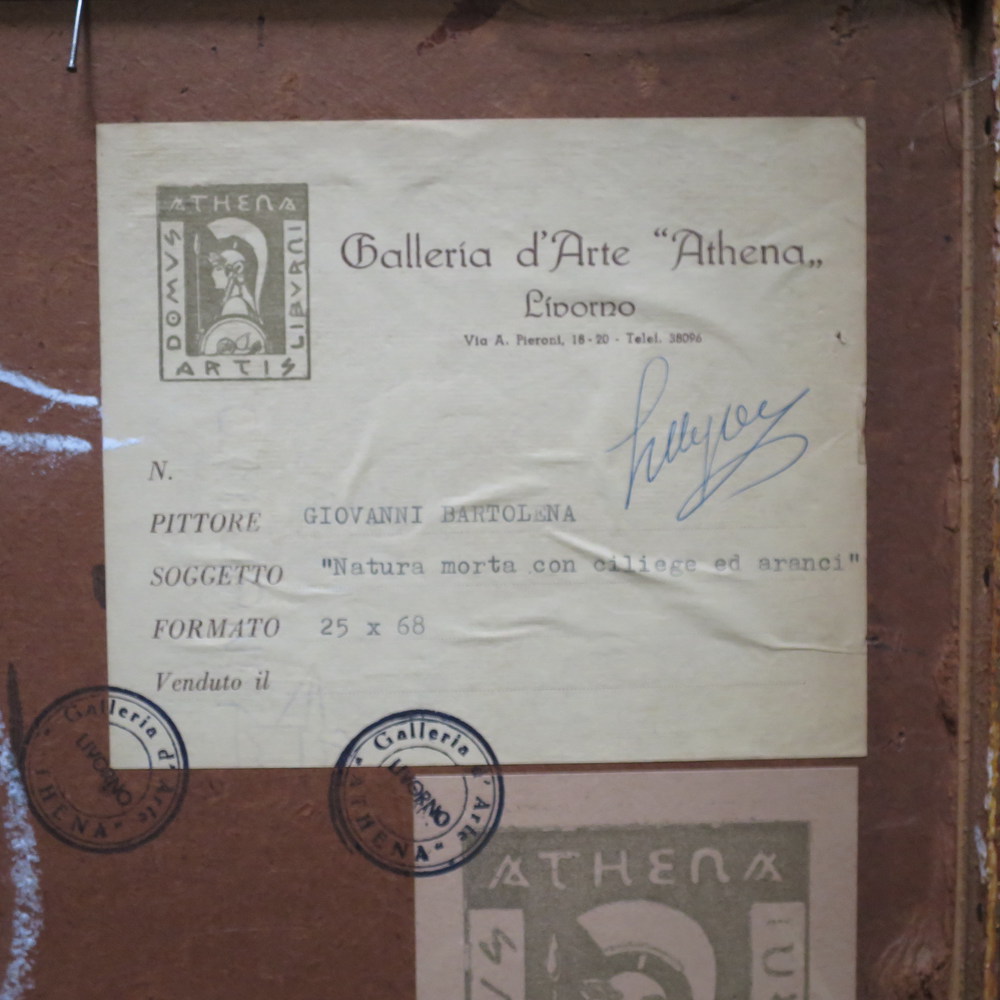 ATHENA
DOMVS
LIBVRNI
ARTIS
Galleria d'Arte "Athena„
Livorno
Via A. Pieroni, 18-20 - Telef. 38096
N.
PITTORE GIOVANNI BARTOLENA
SOGGETTO "Natura morta con ciliege ed aranci"
FORMATO 25 x 68
Venduto il
Galleria d'Arte
ATHENA
LIVORNO
Galleria d'Arte
"ATHENA"
LIVORNO
ATHENA